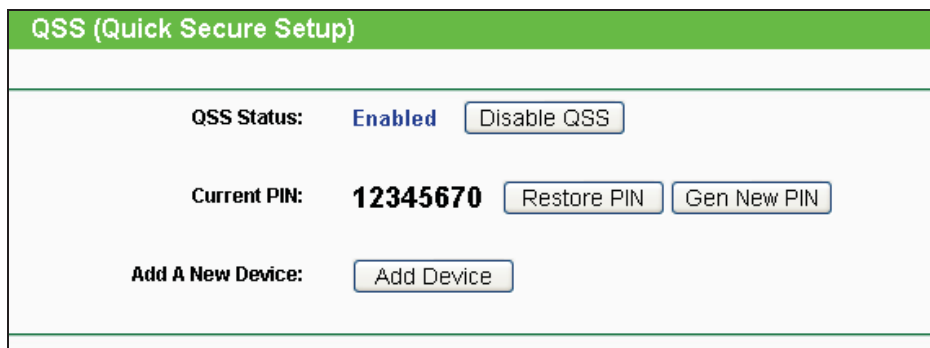 QSS (Quick Secure Setup)
QSS Status: Enabled Disable QSS
Current PIN: 12345670 Restore PIN Gen New PIN
Add A New Device: Add Device